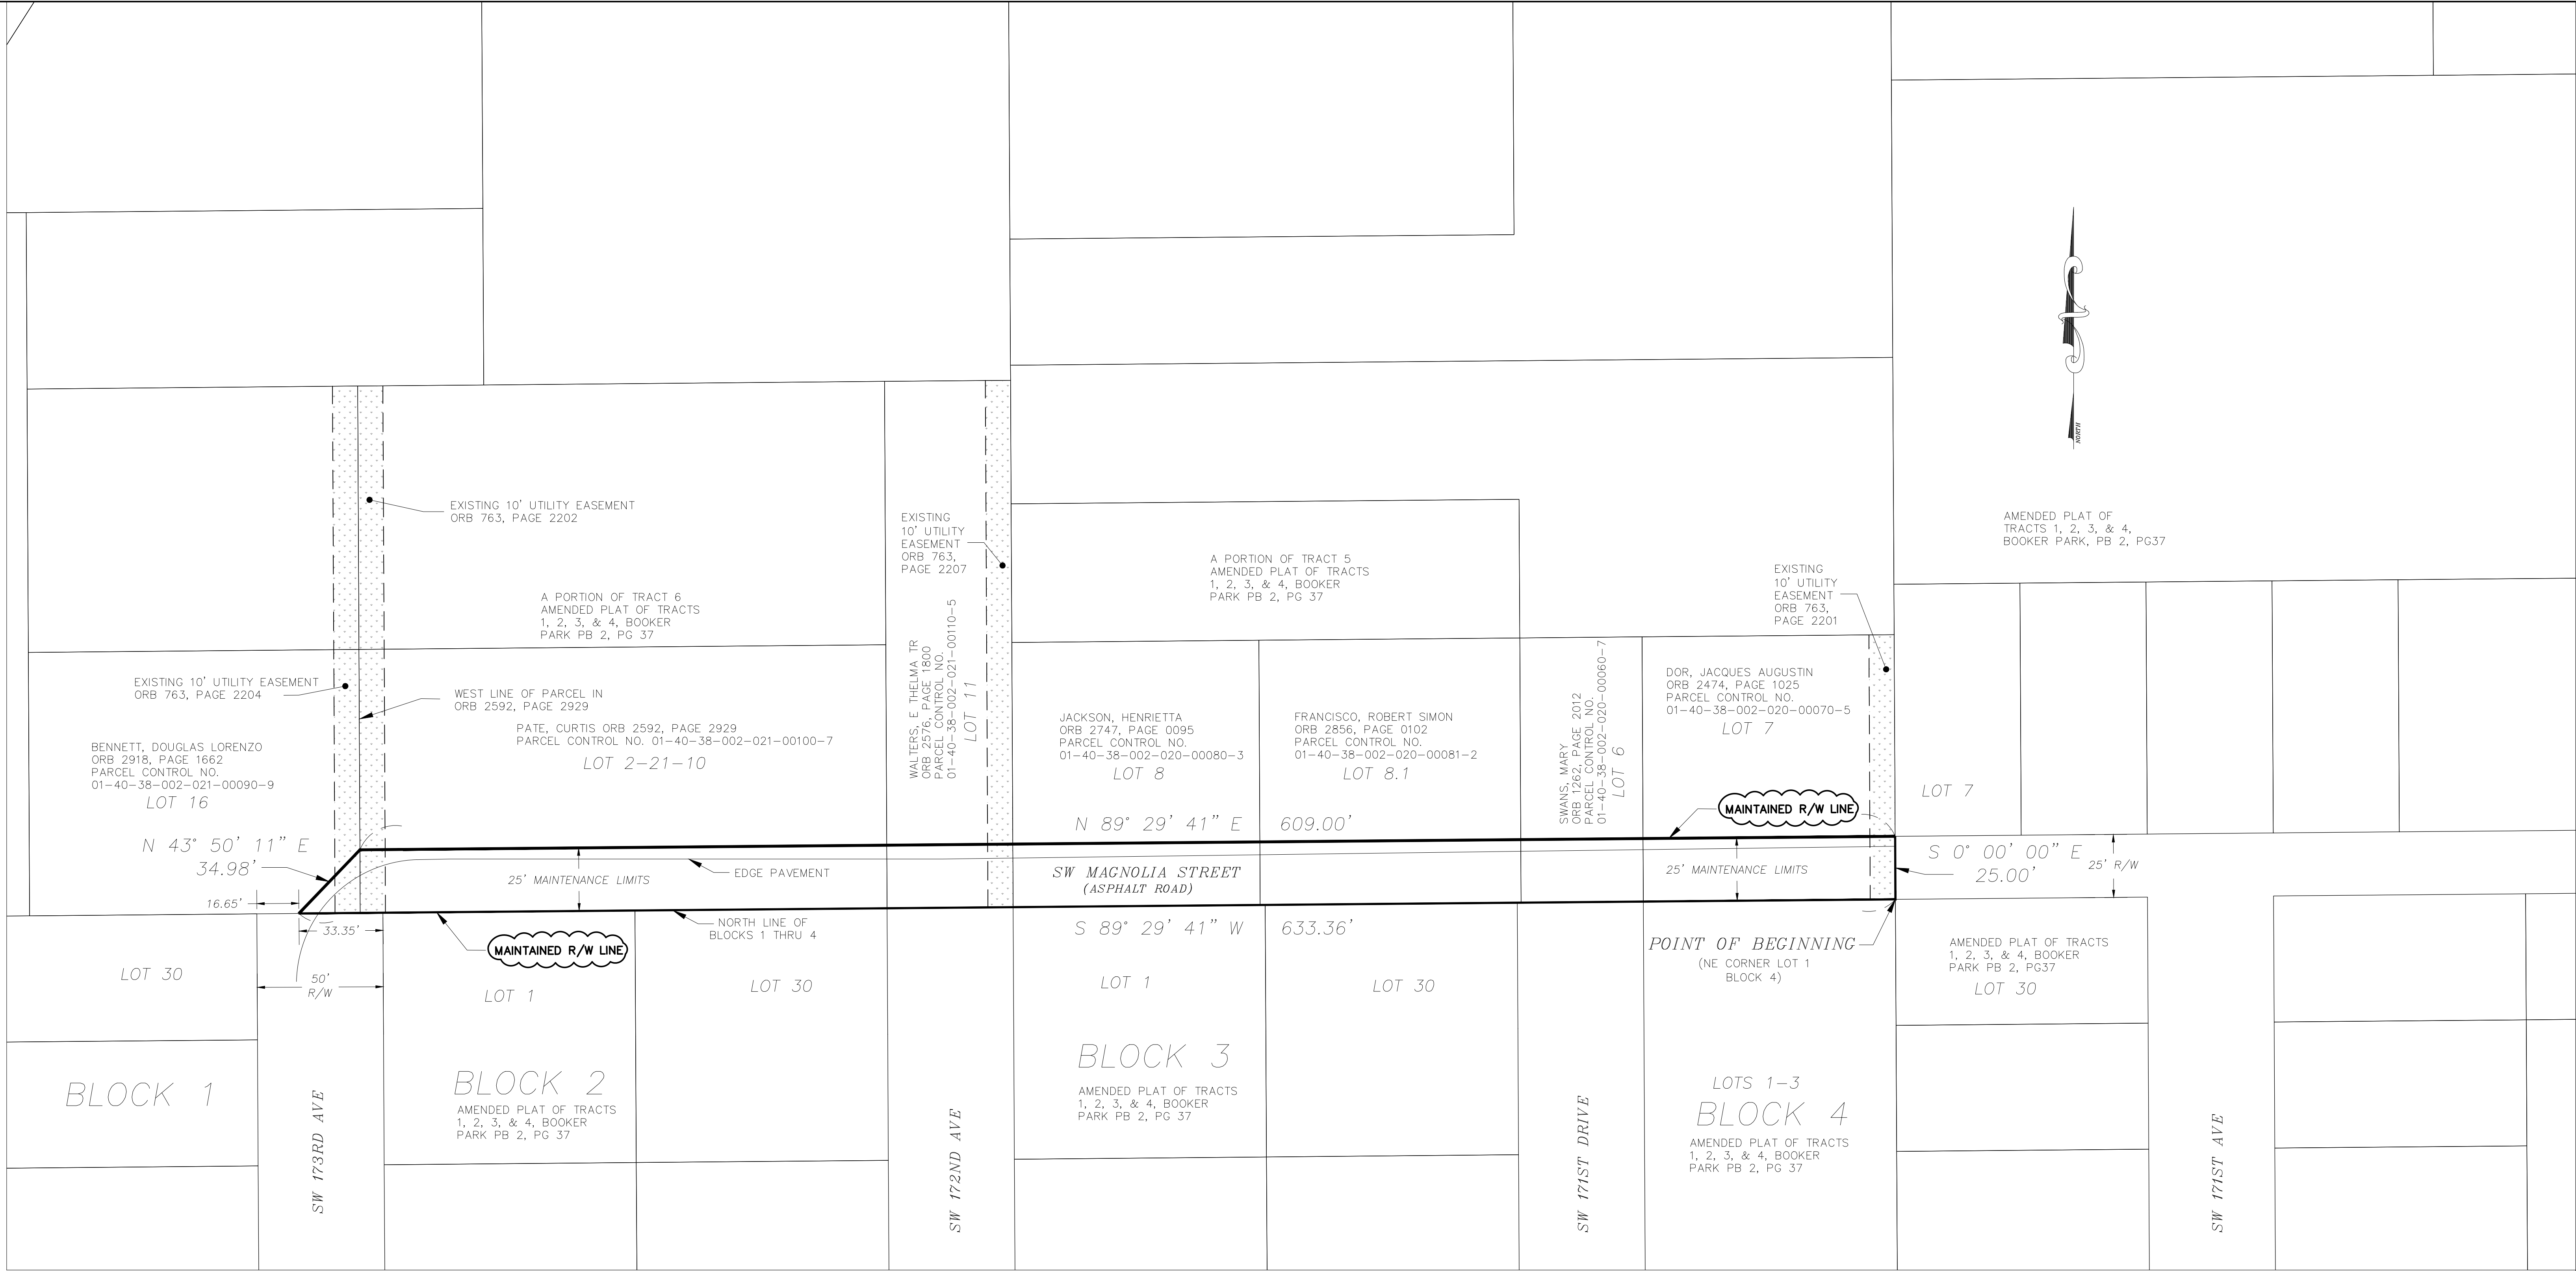 NORTH
AMENDED PLAT OF
TRACTS 1, 2, 3, & 4,
BOOKER PARK, PB 2, PG37
EXISTING 10' UTILITY EASEMENT
ORB 763, PAGE 2202
EXISTING
10' UTILITY
EASEMENT
ORB 763,
PAGE 2207
A PORTION OF TRACT 5
AMENDED PLAT OF TRACTS
1, 2, 3, & 4, BOOKER
PARK PB 2, PG 37
EXISTING
10' UTILITY
EASEMENT
ORB 763,
PAGE 2201
A PORTION OF TRACT 6
AMENDED PLAT OF TRACTS
1, 2, 3, & 4, BOOKER
PARK PB 2, PG 37
EXISTING 10' UTILITY EASEMENT
ORB 763, PAGE 2204
WEST LINE OF PARCEL IN
ORB 2592, PAGE 2929
PATE, CURTIS ORB 2592, PAGE 2929
PARCEL CONTROL NO. 01-40-38-002-021-00100-7
LOT 2-21-10
BENNETT, DOUGLAS LORENZO
ORB 2918, PAGE 1662
PARCEL CONTROL NO.
01-40-38-002-021-00090-9
LOT 16
WALTERS, E THELMA TR
ORB 2576, PAGE 1800
PARCEL CONTROL NO.
01-40-38-002-021-00110-5
LOT 11
JACKSON, HENRIETTA
ORB 2747, PAGE 0095
PARCEL CONTROL NO.
01-40-38-002-020-00080-3
LOT 8
FRANCISCO, ROBERT SIMON
ORB 2856, PAGE 0102
PARCEL CONTROL NO.
01-40-38-002-020-00081-2
LOT 8.1
SWANS, MARY
ORB 1262, PAGE 2012
PARCEL CONTROL NO.
01-40-38-002-020-00060-7
LOT 6
DOR, JACQUES AUGUSTIN
ORB 2474, PAGE 1025
PARCEL CONTROL NO.
01-40-38-002-020-00070-5
LOT 7
LOT 7
MAINTAINED R/W LINE
N 89° 29' 41" E 609.00'
N 43° 50' 11" E
34.98'
16.65'
33.35'
50'
R/W
25' MAINTENANCE LIMITS
EDGE PAVEMENT
SW MAGNOLIA STREET
(ASPHALT ROAD)
25' MAINTENANCE LIMITS
S 0° 00' 00" E
25.00'
25' R/W
MAINTAINED R/W LINE
NORTH LINE OF
BLOCKS 1 THRU 4
S 89° 29' 41" W 633.36'
POINT OF BEGINNING
(NE CORNER LOT 1
BLOCK 4)
AMENDED PLAT OF TRACTS
1, 2, 3, & 4, BOOKER
PARK PB 2, PG37
LOT 30
LOT 30
LOT 1
LOT 30
LOT 1
LOT 30
BLOCK 1
SW 173RD AVE
BLOCK 2
AMENDED PLAT OF TRACTS
1, 2, 3, & 4, BOOKER
PARK PB 2, PG 37
SW 172ND AVE
BLOCK 3
AMENDED PLAT OF TRACTS
1, 2, 3, & 4, BOOKER
PARK PB 2, PG 37
SW 171ST DRIVE
LOTS 1-3
BLOCK 4
AMENDED PLAT OF TRACTS
1, 2, 3, & 4, BOOKER
PARK PB 2, PG 37
SW 171ST AVE